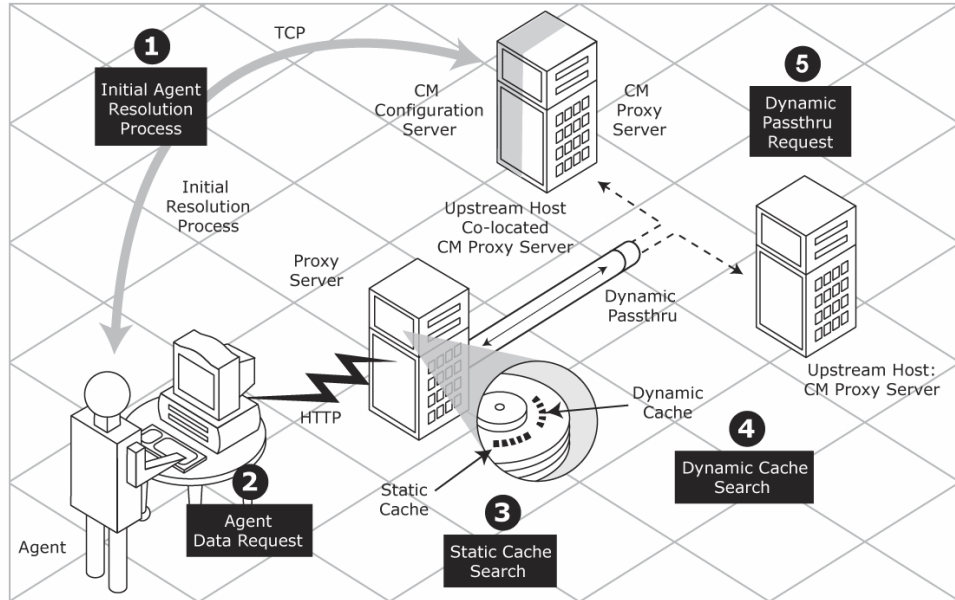 1
TCP
Initial Agent
Resolution
Process
CM
Configuration
Server
CM
Proxy
Server
5
Dynamic
Passthru
Request
Initial
Resolution
Process
Upstream Host
Co-located
CM Proxy Server
Proxy
Server
Dynamic
Passthru
Upstream Host:
CM Proxy Server
HTTP
Dynamic
Cache
4
Dynamic Cache
Search
Static
Cache
2
Agent
Data Request
3
Static Cache
Search
Agent